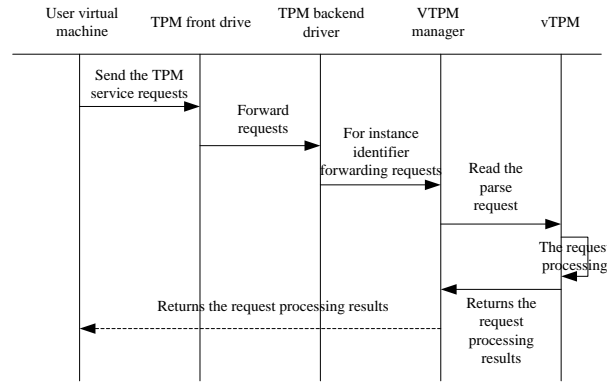 User virtual
machine
TPM front drive
TPM backend
driver
VTPM
manager
vTPM
Send the TPM
service requests
Forward
requests
For instance
identifier
forwarding requests
Read the
parse
request
The request
processing
Returns the request processing results
Returns the
request
processing
results